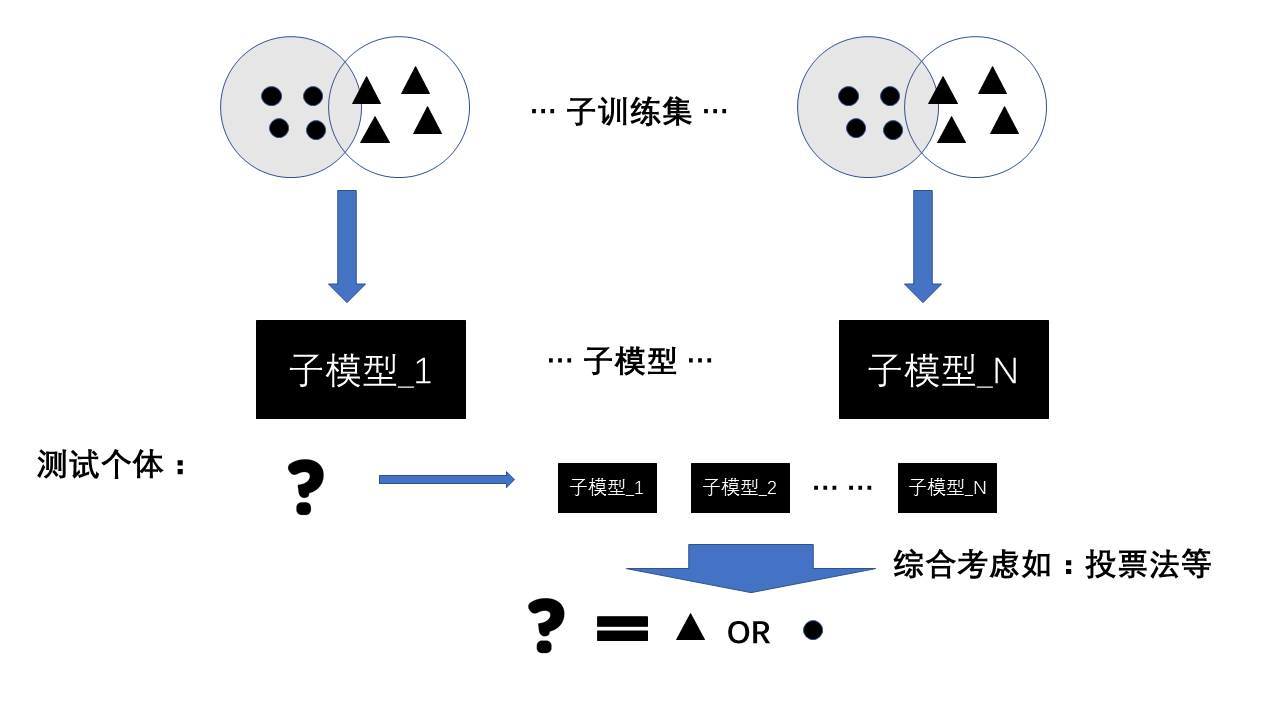 … 子训练集 …
子模型_1
… 子模型 …
子模型_N
测试个体：
?
子模型_1
子模型_2
… …
子模型_N
综合考虑如：投票法等
? = OR